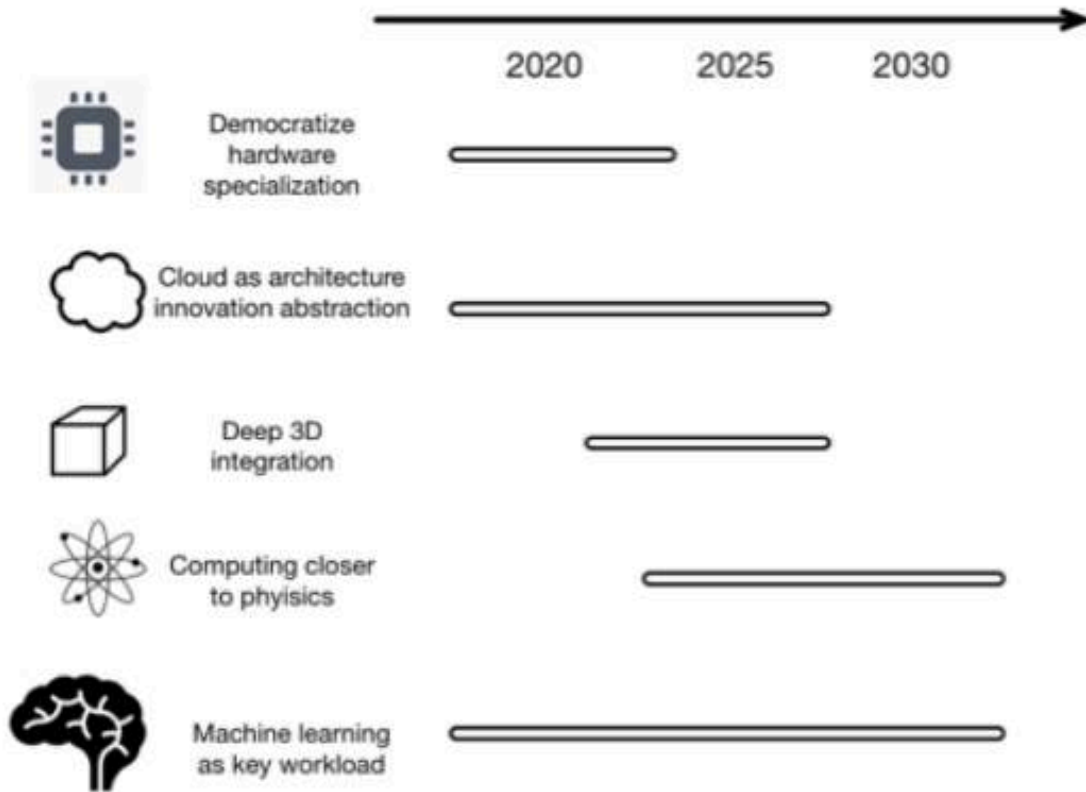 2020 2025 2030
Democratize
hardware
specialization
Cloud as architecture
innovation abstraction
Deep 3D
integration
Computing closer
to phyisics
Machine learning
as key workload